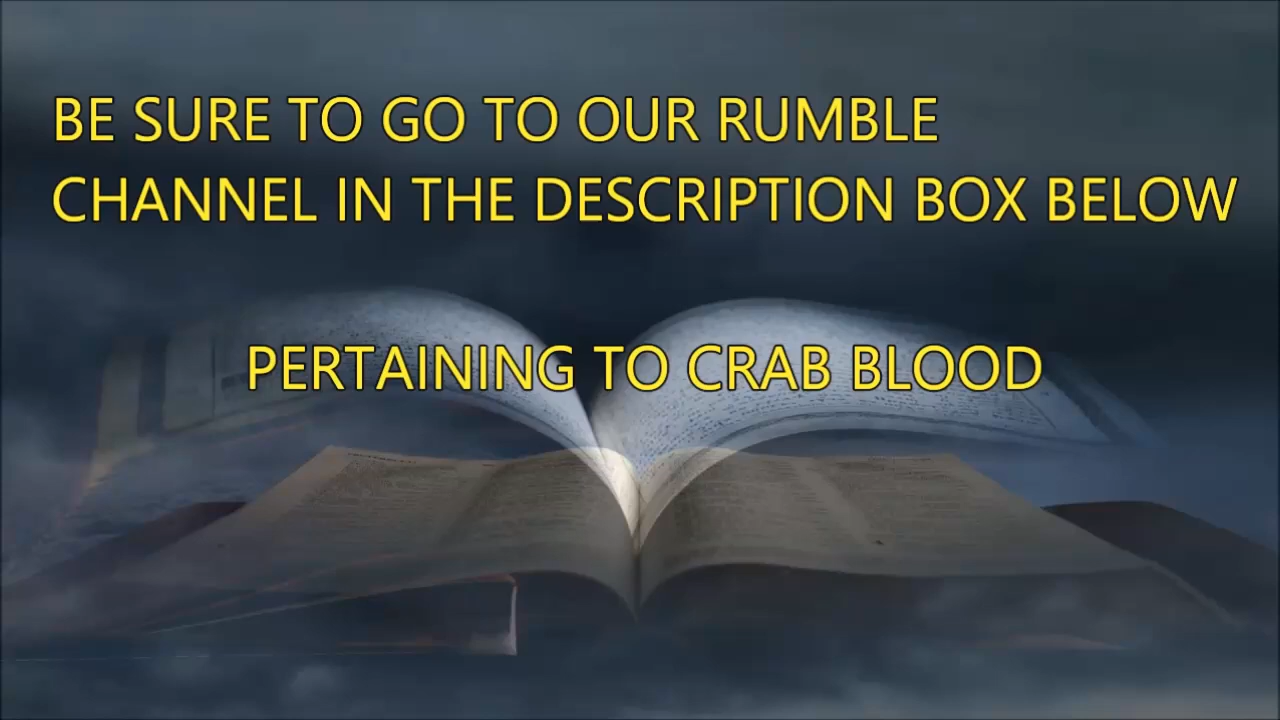 BE SURE TO GO TO OUR RUMBLE
CHANNEL IN THE DESCRIPTION BOX BELOW
PERTAINING TO CRAB BLOOD